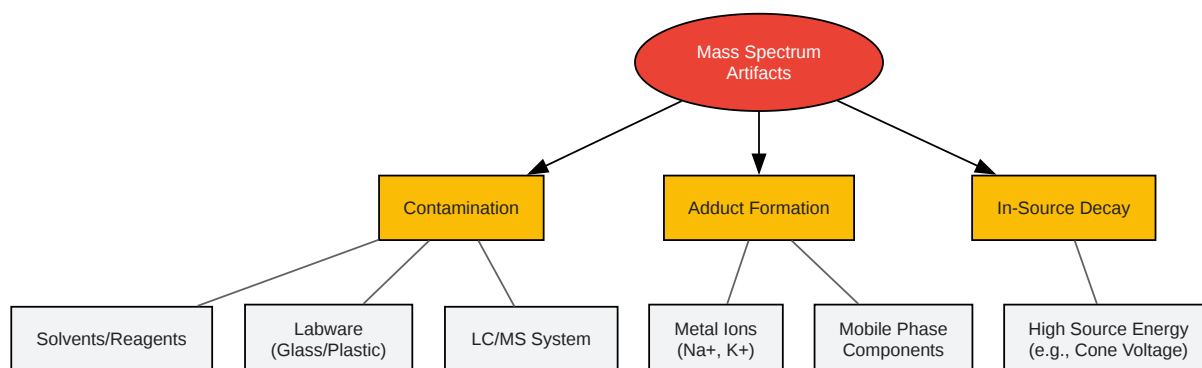 Mass Spectrum
Artifacts
Contamination
Adduct Formation
In-Source Decay
Solvents/Reagents
Labware
(Glass/Plastic)
LC/MS System
Metal Ions
(Na+, K+)
Mobile Phase
Components
High Source Energy
(e.g., Cone Voltage)